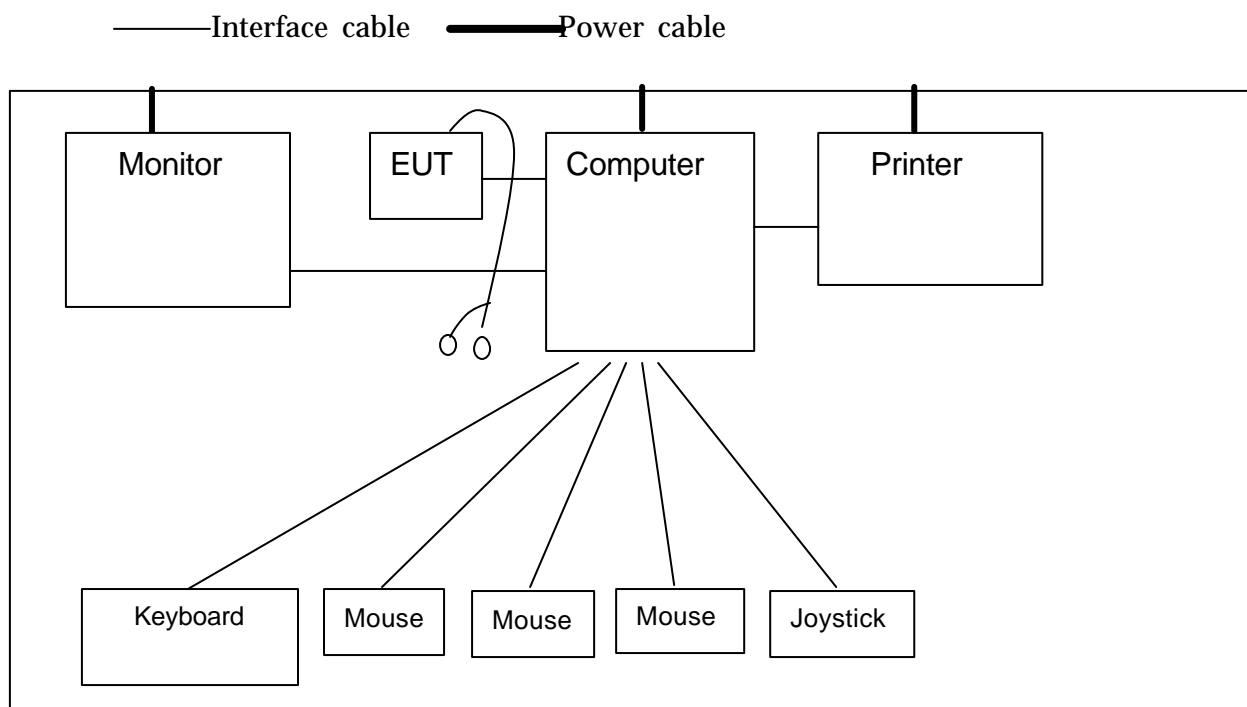 Interface cable Power cable
Monitor EUT Computer Printer
Keyboard Mouse Mouse Mouse Joystick